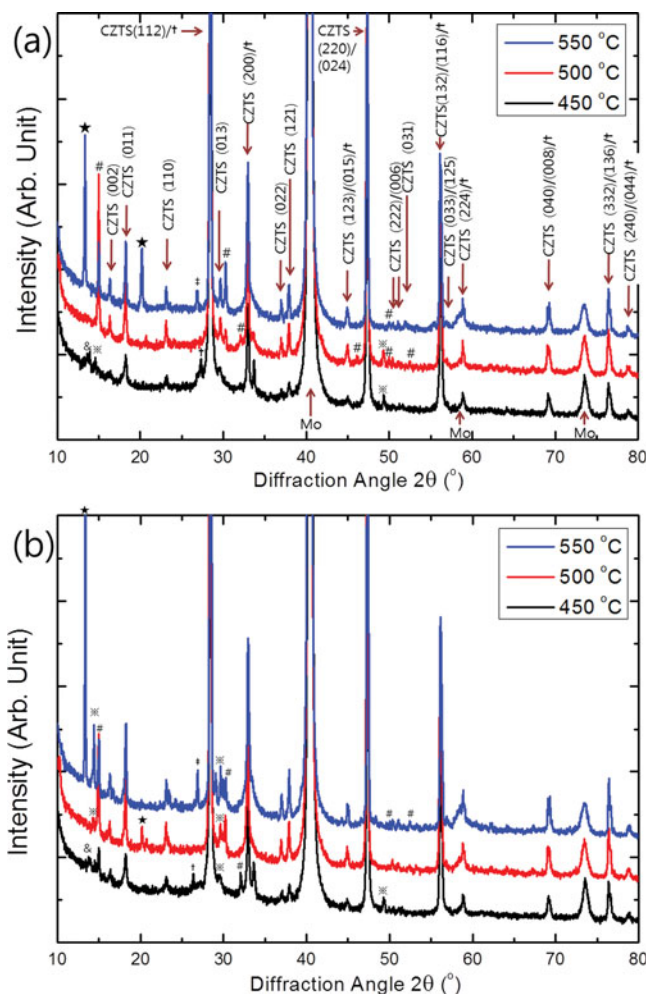 (a)
CZTS(112)/†
CZTS
(220)/
(024)
550 °C
500 °C
450 °C
★
#
CZTS (002)
CZTS (011)
★
CZTS (110)
‡
CZTS (013)
#
CZTS (200)/†
CZTS (022)
CZTS (121)
CZTS (123)/(015)/†
CZTS (222)/(006)
CZTS (031)
CZTS(132)/(116)/†
CZTS (033)/(125)
CZTS (224)/†
CZTS (040)/(008)/†
CZTS (332)/(136)/†
CZTS (240)/(044)/†
&
※
†
#
#
#
#
#
※
Mo
Mo
Mo
Intensity (Arb. Unit)
10 20 30 40 50 60 70 80
Diffraction Angle 2θ (°)
(b)
550 °C
500 °C
450 °C
★
※
#
‡
※
#
#
#
※
★
※
&
†
※
#
※
Intensity (Arb. Unit)
10 20 30 40 50 60 70 80
Diffraction Angle 2θ (°)